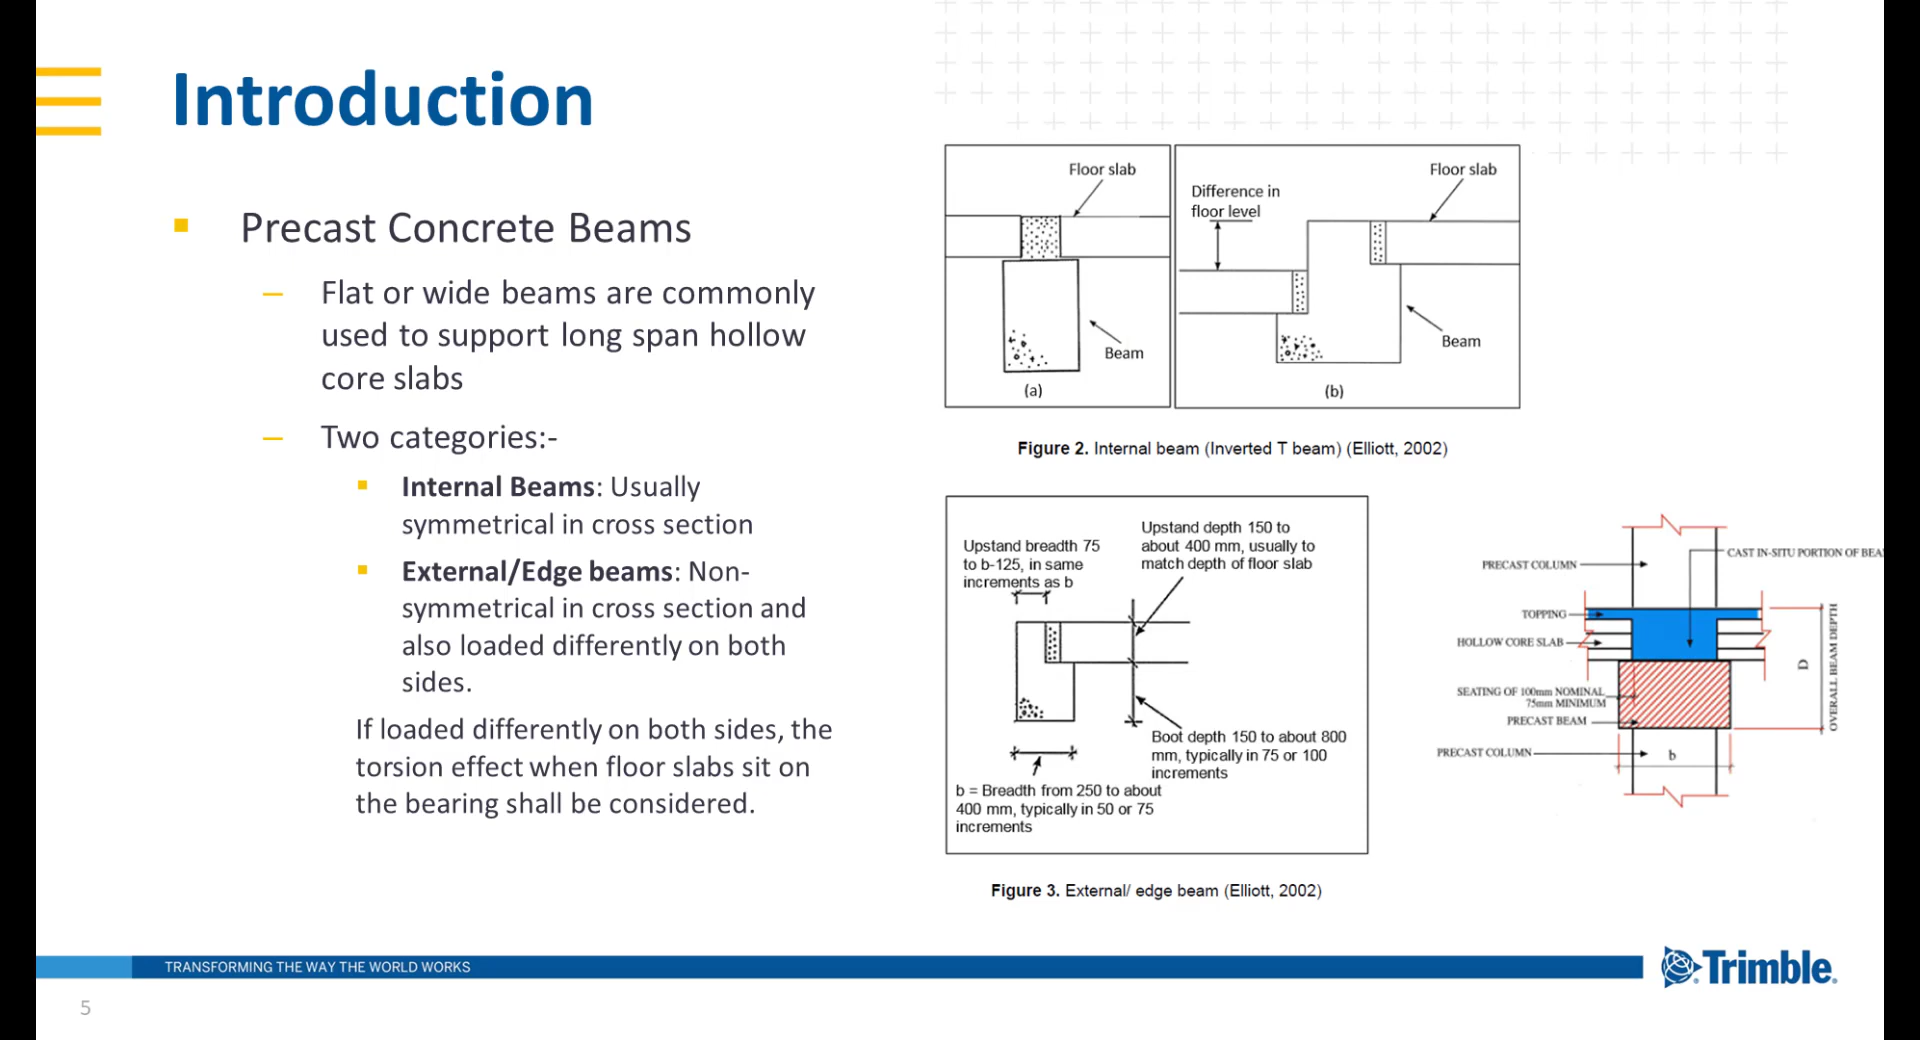 Introduction
Precast Concrete Beams
– Flat or wide beams are commonly
used to support long span hollow
core slabs
– Two categories:-
Internal Beams: Usually
symmetrical in cross section
External/Edge beams: Non-
symmetrical in cross section and
also loaded differently on both
sides.
If loaded differently on both sides, the
torsion effect when floor slabs sit on
the bearing shall be considered.
Floor slab
Beam
(a)
Floor slab
Difference in
floor level
Beam
(b)
Figure 2. Internal beam (Inverted T beam) (Elliott, 2002)
Upstand breadth 75
to b-125, in same
increments as b
Upstand depth 150 to
about 400 mm, usually to
match depth of floor slab
Boot depth 150 to about 800
mm, typically in 75 or 100
increments
b = Breadth from 250 to about
400 mm, typically in 50 or 75
increments
Figure 3. External/ edge beam (Elliott, 2002)
CAST IN-SITU PORTION OF BEA
PRECAST COLUMN
TOPPING
HOLLOW CORE SLAB
SEATING OF 100mm NOMINAL
75mm MINIMUM
PRECAST BEAM
PRECAST COLUMN
b
D
OVERALL BEAM DEPTH
TRANSFORMING THE WAY THE WORLD WORKS
Trimble®
5